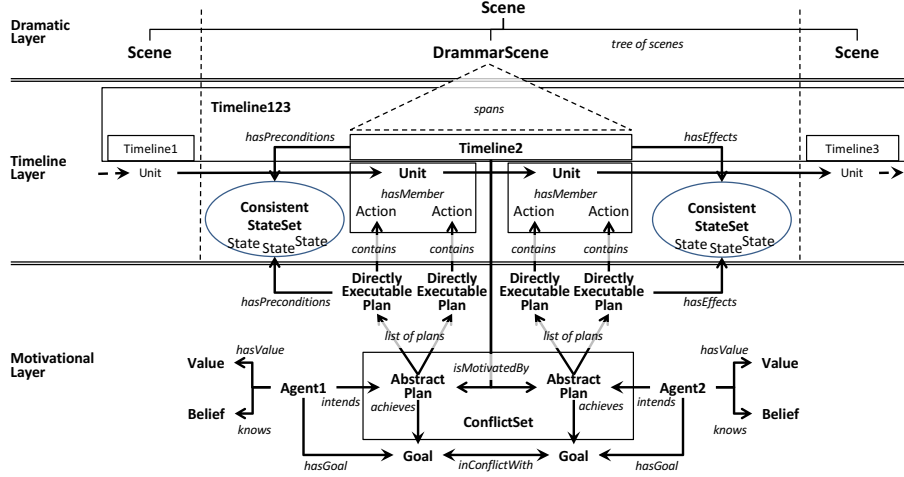 Scene
Dramatic
Layer
Scene
DrammarScene
tree of scenes
Scene
Timeline123
spans
hasPreconditions
hasEffects
Timeline1
Timeline2
Timeline3
Timeline
Layer
Unit
Unit
Unit
Unit
hasMember
hasMember
Consistent
StateSet
State State State
Action
Action
Action
Action
Consistent
StateSet
State State State
contains
contains
contains
contains
hasPreconditions
Directly
Executable
Plan
Directly
Executable
Plan
Directly
Executable
Plan
Directly
Executable
Plan
hasEffects
list of plans
list of plans
Motivational
Layer
hasValue
Value
Agent1
Belief
knows
intends
Abstract
Plan
isMotivatedBy
Abstract
Plan
achieves
achieves
ConflictSet
intends
Agent2
hasValue
Value
Belief
knows
hasGoal
Goal
inConflictWith
Goal
hasGoal